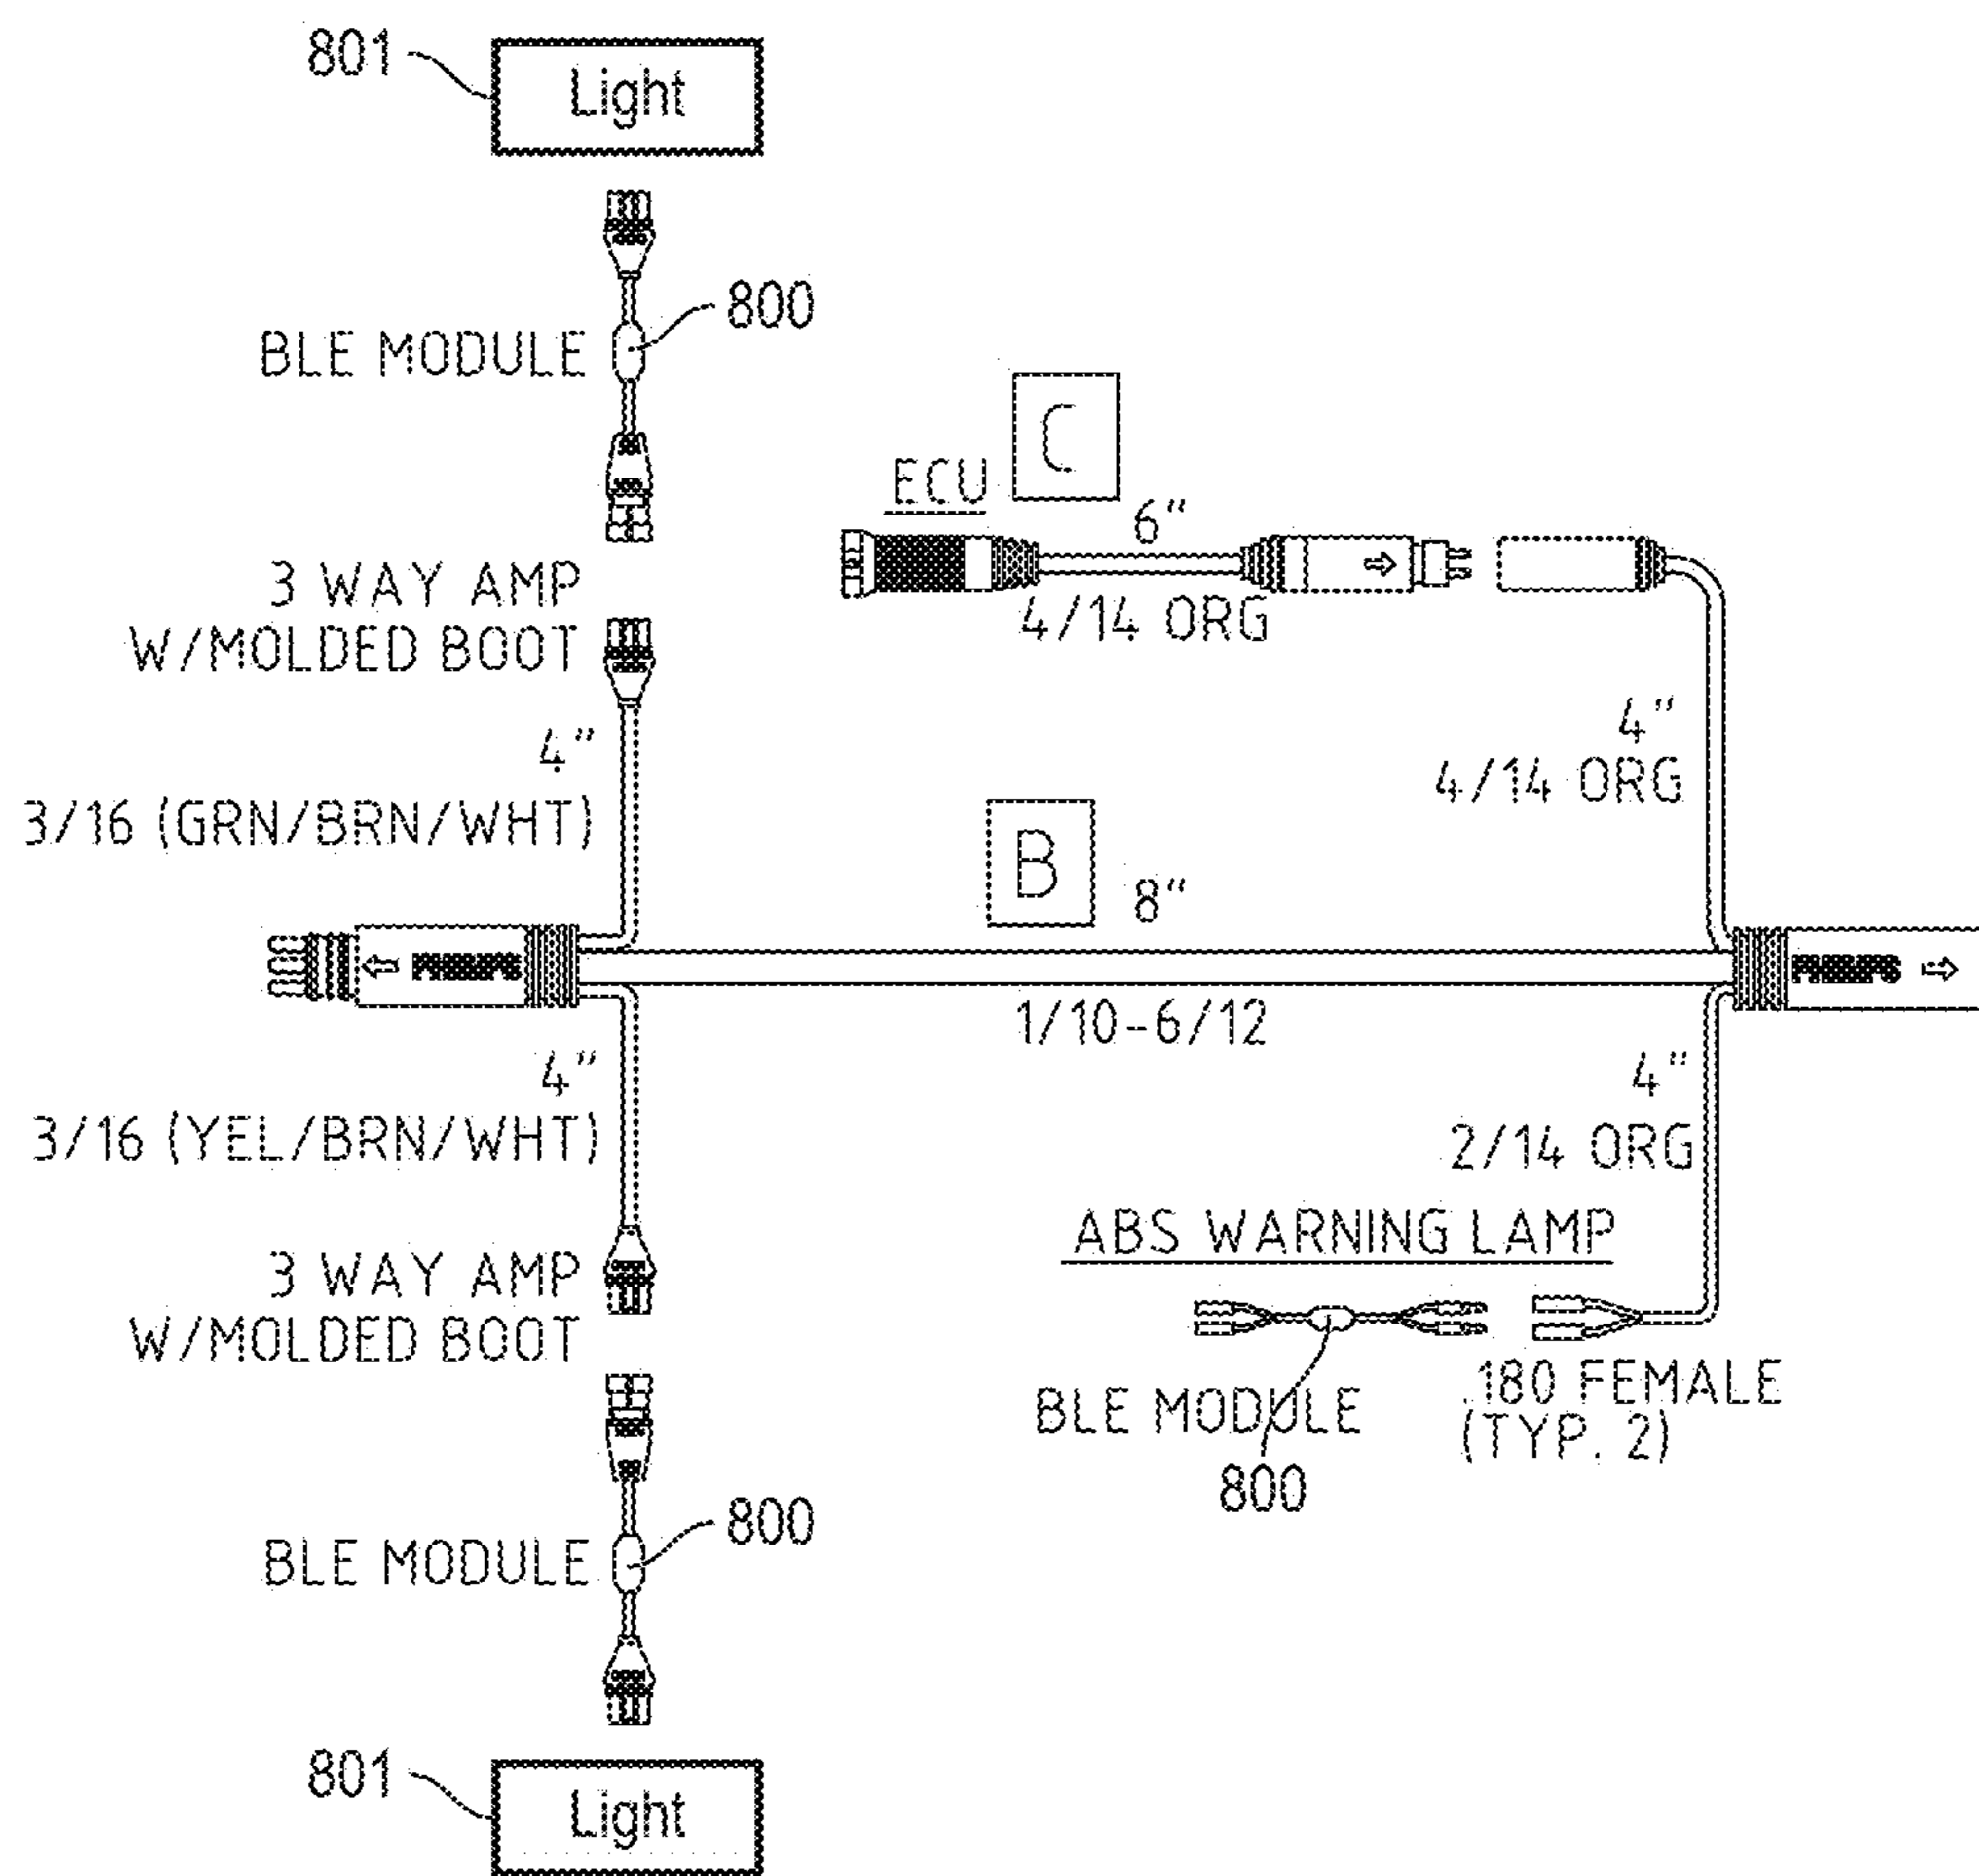 801
Light
800
BLE MODULE
C
ECU
6"
3 WAY AMP
W/MOLDED BOOT
4/14 ORG
4"
3/16 (GRN/BRN/WHT)
4"
4/14 ORG
B
8"
1/10-6/12
4"
3/16 (YEL/BRN/WHT)
4"
2/14 ORG
ABS WARNING LAMP
3 WAY AMP
W/MOLDED BOOT
BLE MODULE
800
.180 FEMALE
(TYP. 2)
800
BLE MODULE
801
Light